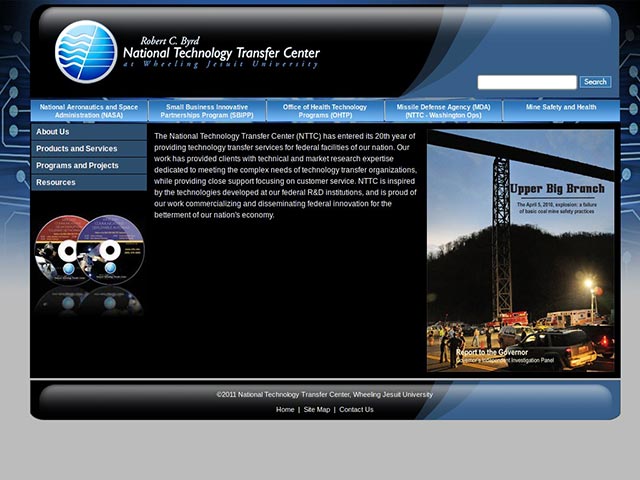 Robert C. Byrd
National Technology Transfer Center
at Wheeling Jesuit University
Search
National Aeronautics and Space
Administration (NASA)
Small Business Innovative
Partnerships Program (SBIPP)
Office of Health Technology
Programs (OHTP)
Missile Defense Agency (MDA)
(NTTC - Washington Ops)
Mine Safety and Health
About Us
Products and Services
Programs and Projects
Resources
The National Technology Transfer Center (NTTC) has entered its 20th year of
providing technology transfer services for federal facilities of our nation. Our
work has provided clients with technical and market research expertise
dedicated to meeting the complex needs of technology transfer organizations,
while providing close support focusing on customer service. NTTC is inspired
by the technologies developed at our federal R&D institutions, and is proud of
our work commercializing and disseminating federal innovation for the
betterment of our nation's economy.
Upper Big Branch
The April 5, 2010, explosion: a failure
of basic coal mine safety practices
Report to the Governor
Governor's Independent Investigation Panel
©2011 National Technology Transfer Center, Wheeling Jesuit University
Home | Site Map | Contact Us